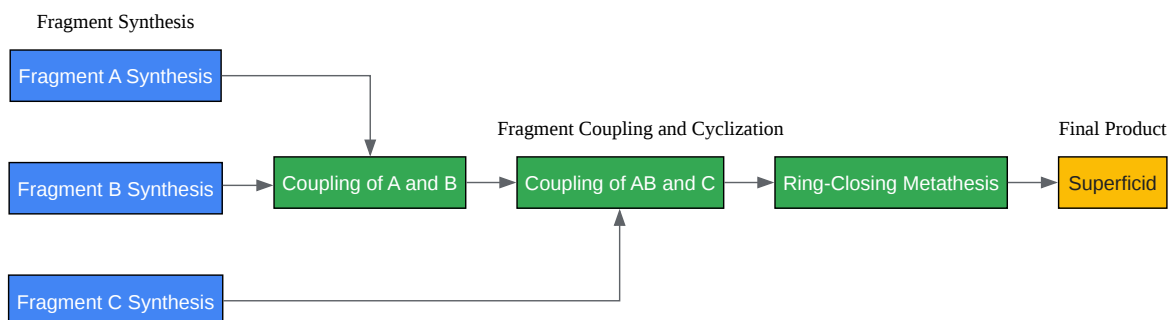 Fragment Synthesis
Fragment A Synthesis
Fragment Coupling and Cyclization
Final Product
Fragment B Synthesis
Coupling of A and B
Coupling of AB and C
Ring-Closing Metathesis
Superficid
Fragment C Synthesis